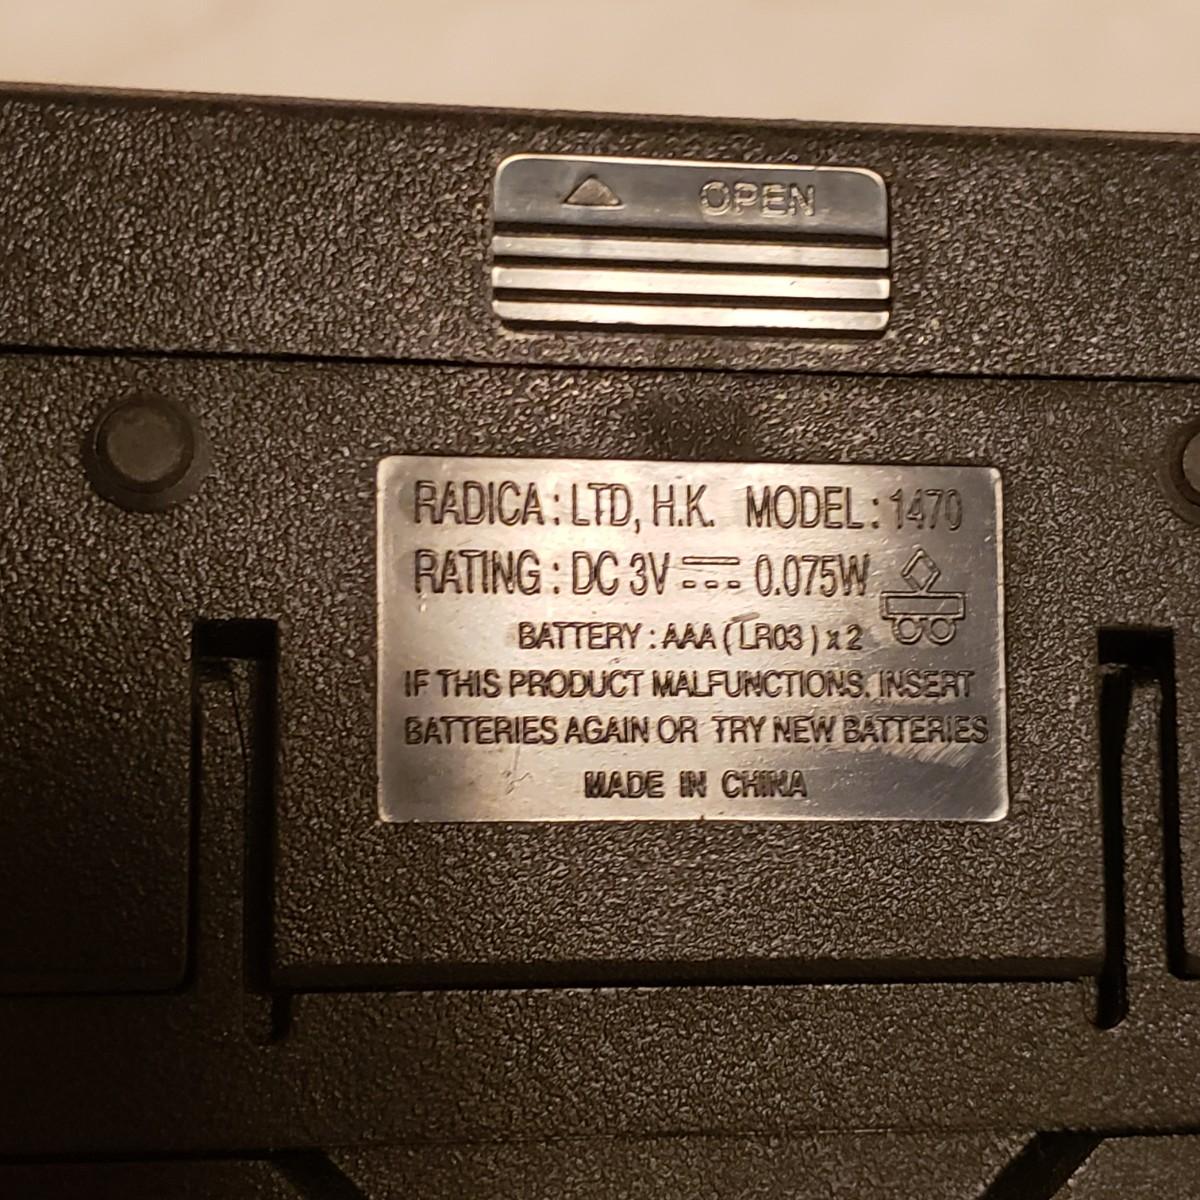 OPEN
RADICA : LTD, H.K. MODEL : 1470
RATING : DC 3V ⎓ 0.075W
BATTERY : AAA ( LR03 ) x 2
IF THIS PRODUCT MALFUNCTIONS, INSERT
BATTERIES AGAIN OR TRY NEW BATTERIES
MADE IN CHINA